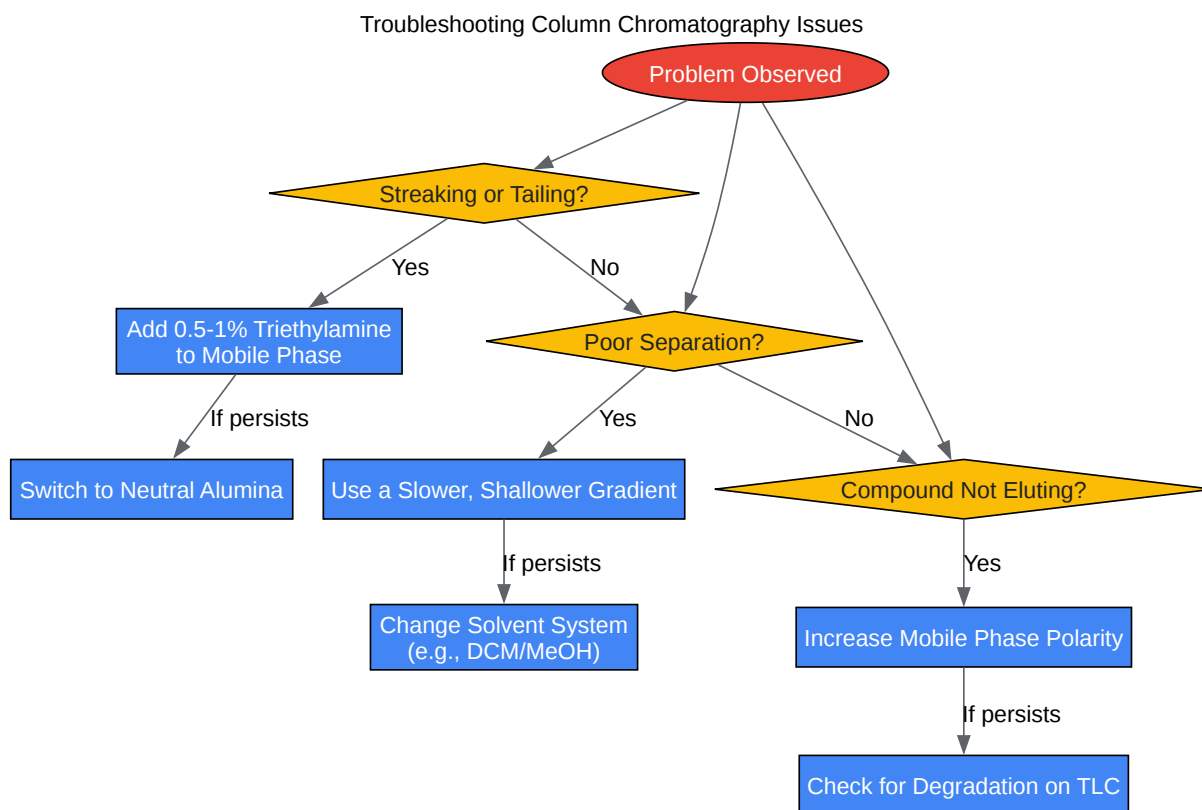 Troubleshooting Column Chromatography Issues
Problem Observed
Streaking or Tailing?
Yes
No
Add 0.5-1% Triethylamine
to Mobile Phase
Poor Separation?
If persists
Yes
No
Switch to Neutral Alumina
Use a Slower, Shallower Gradient
Compound Not Eluting?
If persists
Yes
Change Solvent System
(e.g., DCM/MeOH)
Increase Mobile Phase Polarity
If persists
Check for Degradation on TLC